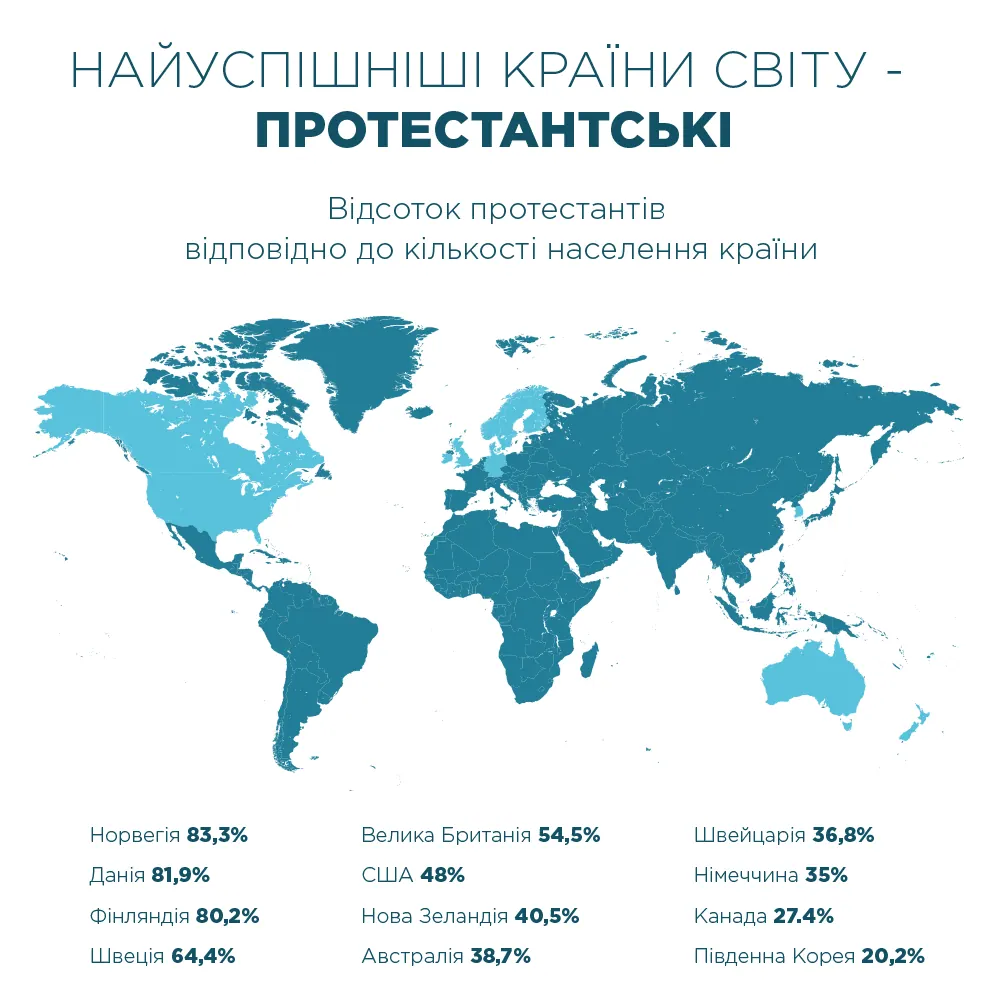 НАЙУСПІШНІШІ КРАЇНИ СВІТУ -
ПРОТЕСТАНТСЬКІ
Відсоток протестантів
відповідно до кількості населення країни
Норвегія 83,3%
Данія 81,9%
Фінляндія 80,2%
Швеція 64,4%
Велика Британія 54,5%
США 48%
Нова Зеландія 40,5%
Австралія 38,7%
Швейцарія 36,8%
Німеччина 35%
Канада 27.4%
Південна Корея 20,2%